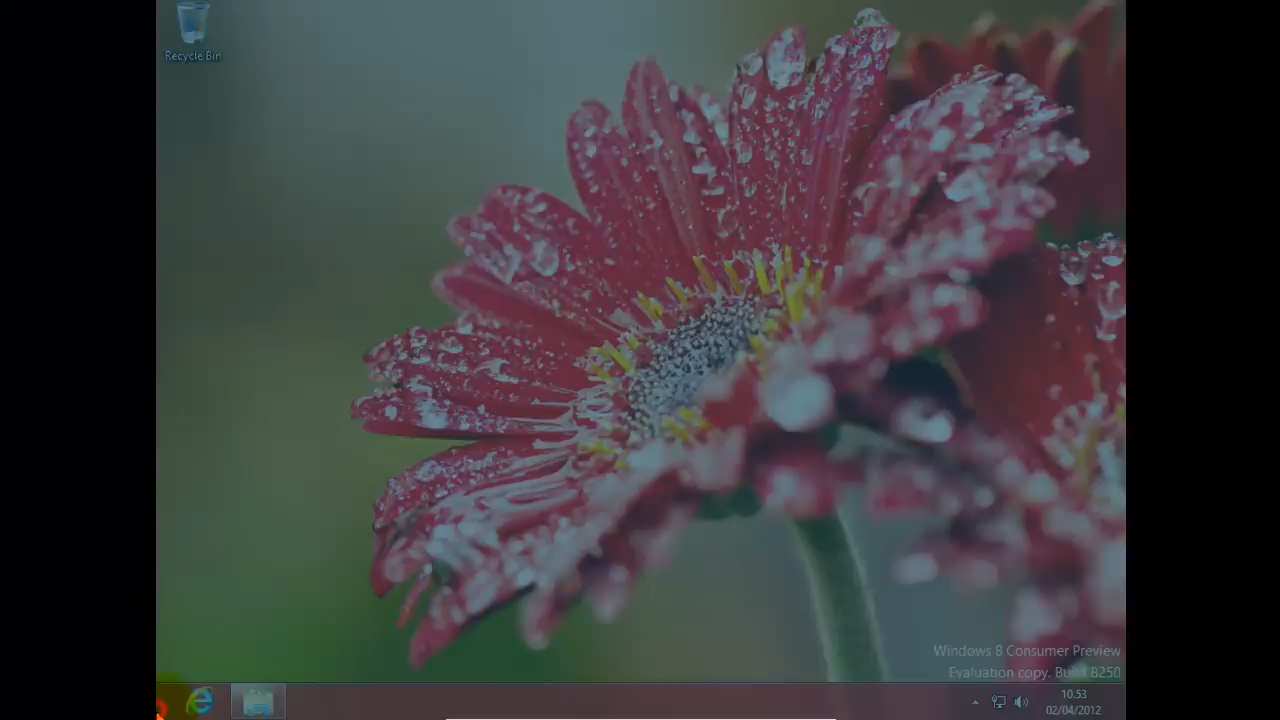 Recycle Bin
Windows 8 Consumer Preview
Evaluation copy. Build 8250
10.53
02/04/2012